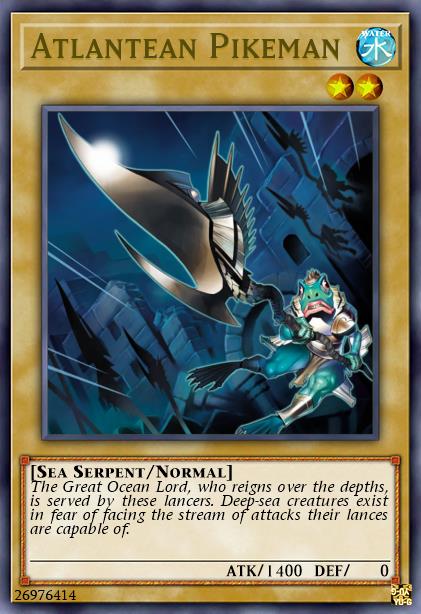 Atlantean Pikeman
WATER
水
[Sea Serpent/Normal]
The Great Ocean Lord, who reigns over the depths,
is served by these lancers. Deep-sea creatures exist
in fear of facing the stream of attacks their lances
are capable of.
ATK/1400 DEF/ 0
26976414